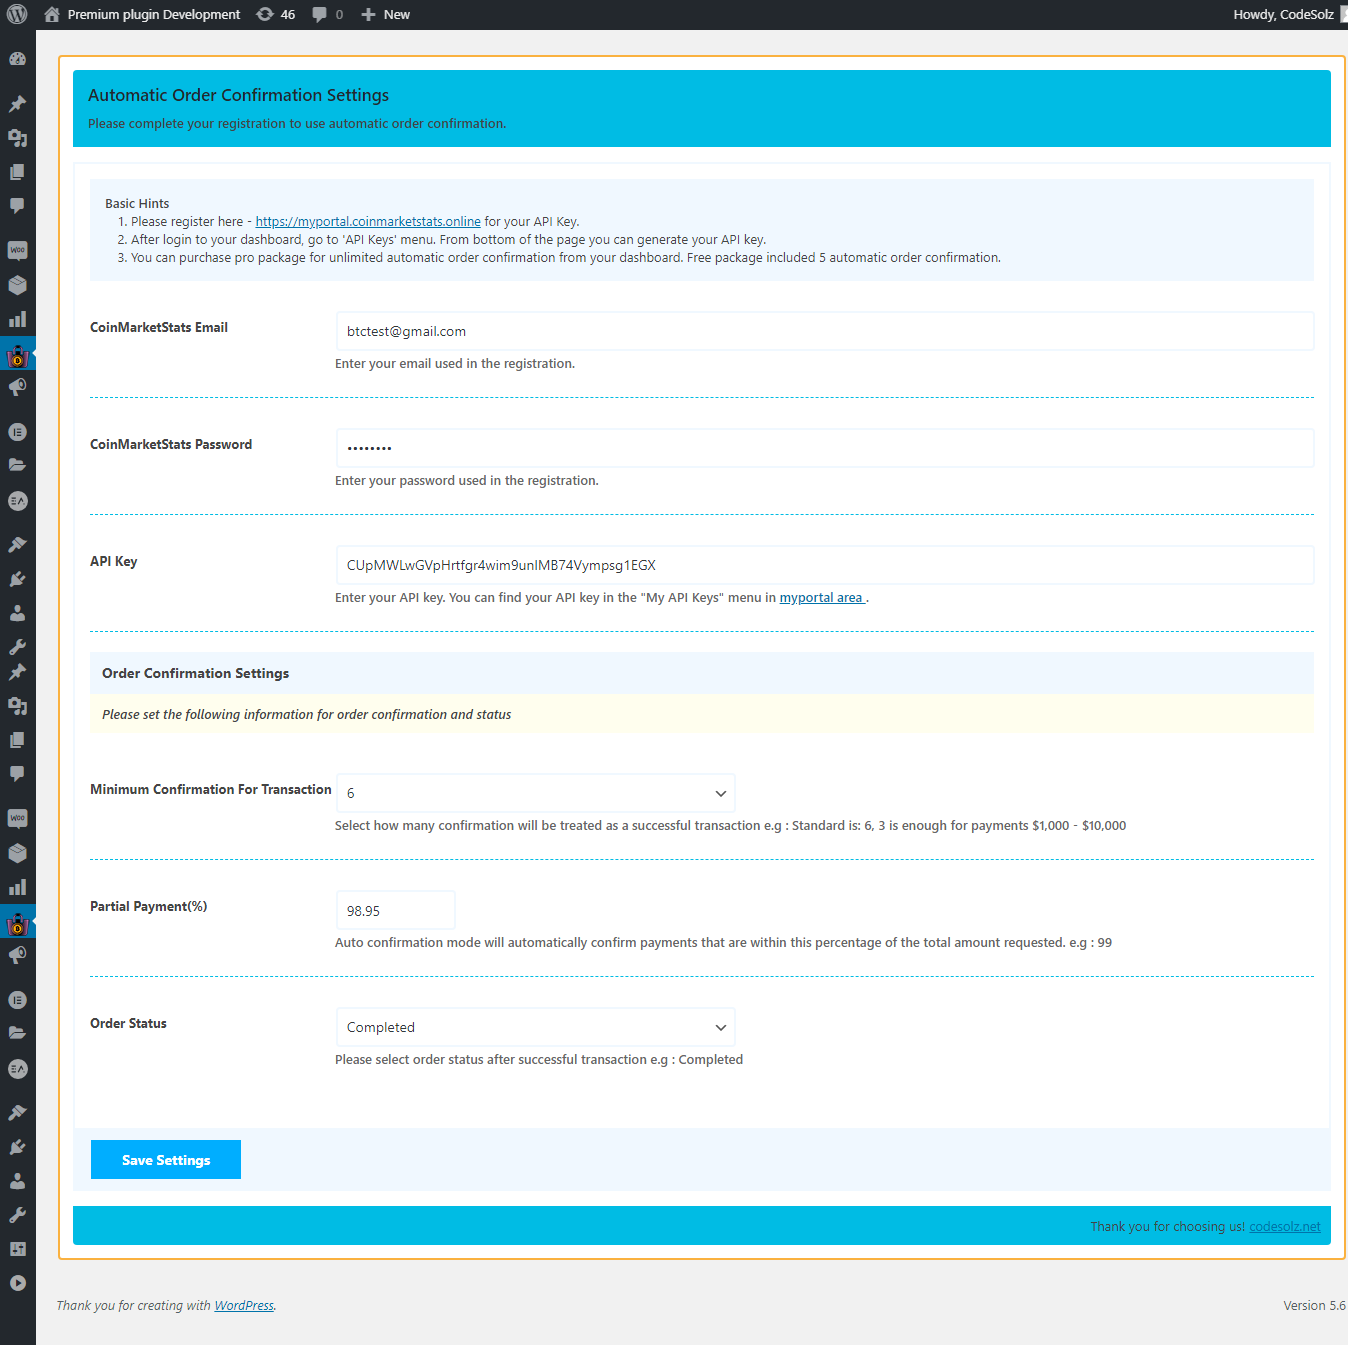 Premium plugin Development 46 0 New Howdy, CodeSolz
Automatic Order Confirmation Settings
Please complete your registration to use automatic order confirmation.
Basic Hints
1. Please register here - https://myportal.coinmarketstats.online for your API Key.
2. After login to your dashboard, go to 'API Keys' menu. From bottom of the page you can generate your API key.
3. You can purchase pro package for unlimited automatic order confirmation from your dashboard. Free package included 5 automatic order confirmation.
CoinMarketStats Email
btctest@gmail.com
Enter your email used in the registration.
CoinMarketStats Password
••••••••
Enter your password used in the registration.
API Key
CUpMWLwGVpHrtfgr4wim9unIMB74Vympsg1EGX
Enter your API key. You can find your API key in the "My API Keys" menu in myportal area .
Order Confirmation Settings
Please set the following information for order confirmation and status
Minimum Confirmation For Transaction
6
Select how many confirmation will be treated as a successful transaction e.g : Standard is: 6, 3 is enough for payments $1,000 - $10,000
Partial Payment(%)
98.95
Auto confirmation mode will automatically confirm payments that are within this percentage of the total amount requested. e.g : 99
Order Status
Completed
Please select order status after successful transaction e.g : Completed
Save Settings
Thank you for choosing us! codesolz.net
Thank you for creating with WordPress.
Version 5.6